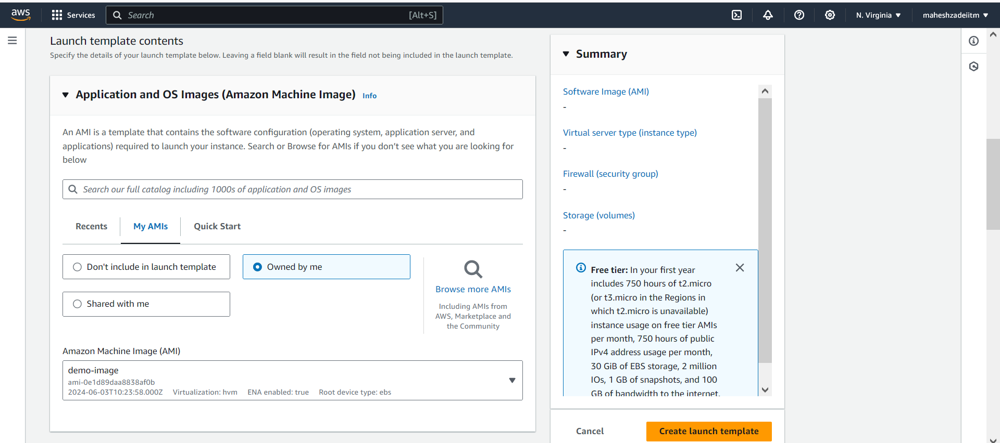 aws
Services
Search
[Alt+S]
N. Virginia
maheshzadeiitm
Launch template contents
Specify the details of your launch template below. Leaving a field blank will result in the field not being included in the launch template.
Application and OS Images (Amazon Machine Image) Info
An AMI is a template that contains the software configuration (operating system, application server, and
applications) required to launch your instance. Search or Browse for AMIs if you don’t see what you are looking for
below
Search our full catalog including 1000s of application and OS images
Recents
My AMIs
Quick Start
Don't include in launch template
Owned by me
Shared with me
Browse more AMIs
Including AMIs from
AWS, Marketplace and
the Community
Amazon Machine Image (AMI)
demo-image
ami-0e1d89daa8838af0b
2024-06-03T10:23:58.000Z Virtualization: hvm ENA enabled: true Root device type: ebs
Summary
Software Image (AMI)
-
Virtual server type (instance type)
-
Firewall (security group)
-
Storage (volumes)
-
Free tier: In your first year
includes 750 hours of t2.micro
(or t3.micro in the Regions in
which t2.micro is unavailable)
instance usage on free tier AMIs
per month, 750 hours of public
IPv4 address usage per month,
30 GiB of EBS storage, 2 million
IOs, 1 GB of snapshots, and 100
GB of bandwidth to the internet.
Cancel
Create launch template